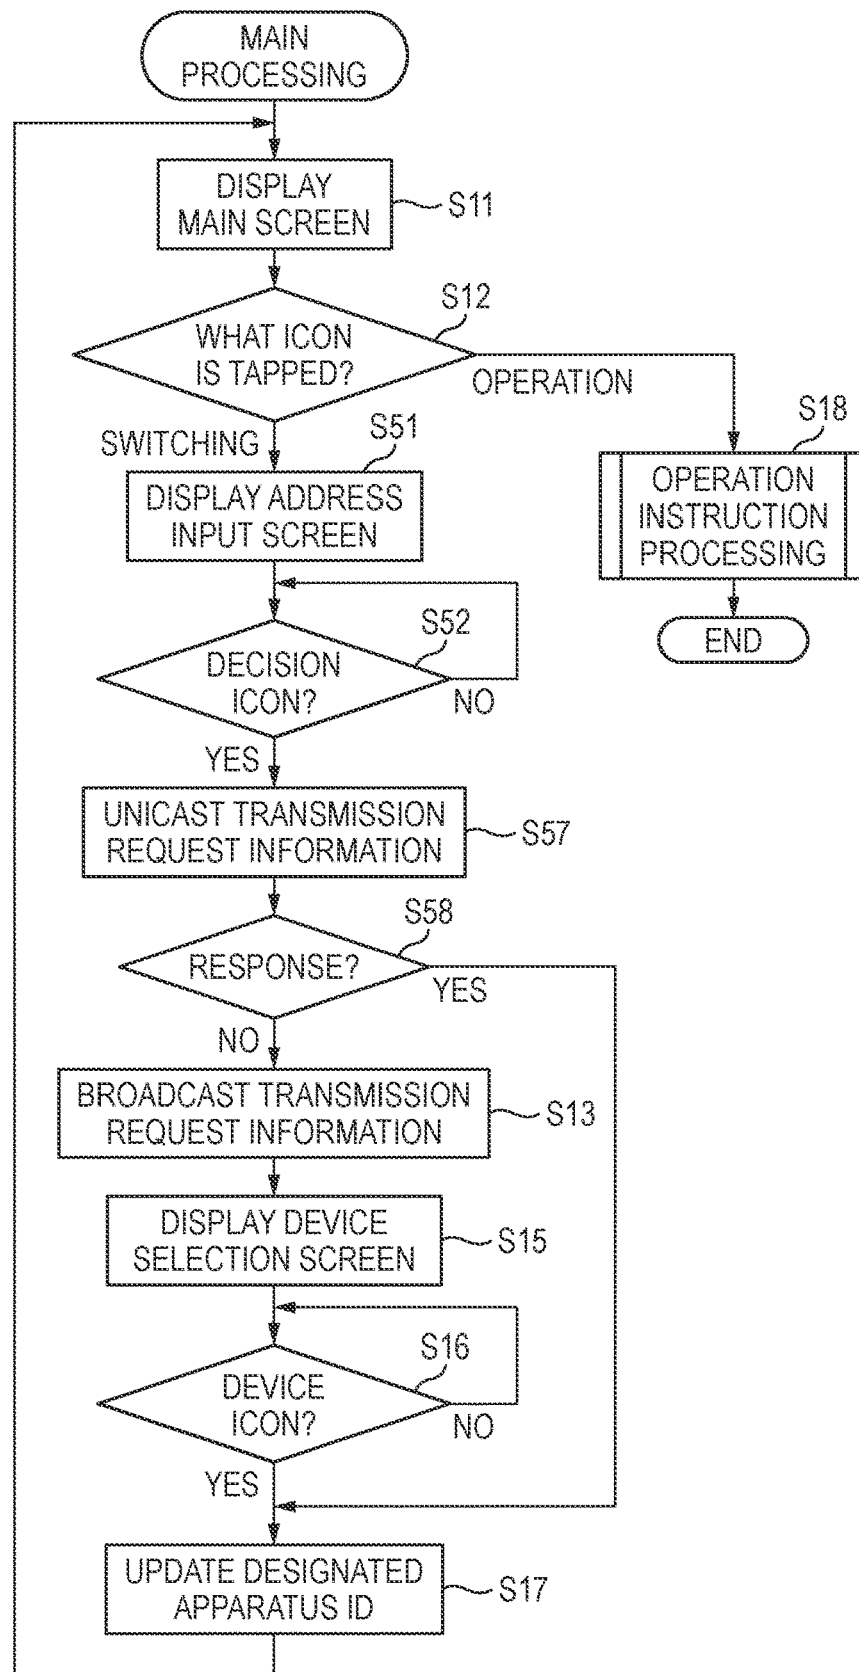 MAIN
PROCESSING
DISPLAY
MAIN SCREEN
S11
S12
WHAT ICON
IS TAPPED?
OPERATION
SWITCHING
S51
S18
DISPLAY ADDRESS
INPUT SCREEN
OPERATION
INSTRUCTION
PROCESSING
END
S52
DECISION
ICON?
NO
YES
UNICAST TRANSMISSION
REQUEST INFORMATION
S57
S58
RESPONSE?
YES
NO
BROADCAST TRANSMISSION
REQUEST INFORMATION
S13
DISPLAY DEVICE
SELECTION SCREEN
S15
S16
DEVICE
ICON?
NO
YES
UPDATE DESIGNATED
APPARATUS ID
S17